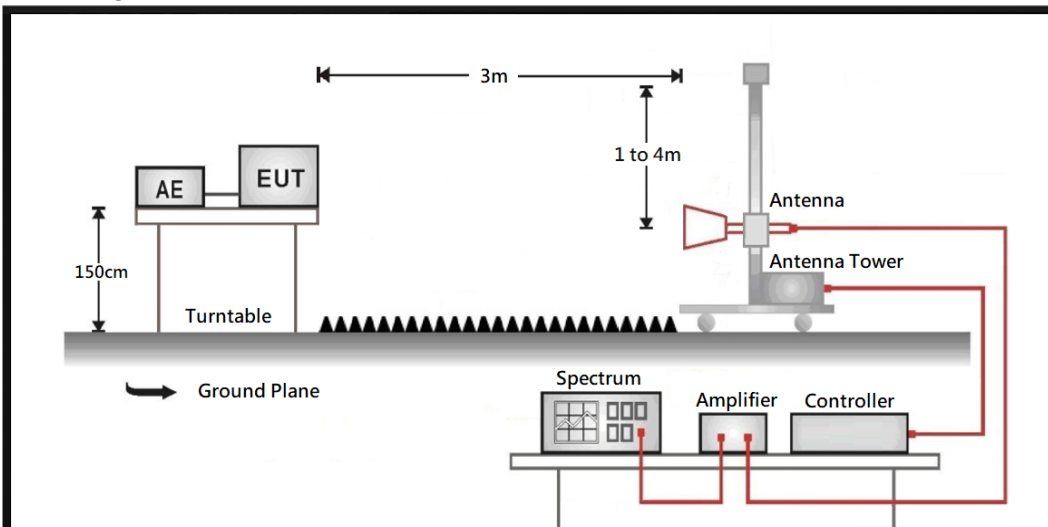 3m
1 to 4m
AE
EUT
Antenna
Antenna Tower
150cm
Turntable
Ground Plane
Spectrum
Amplifier
Controller